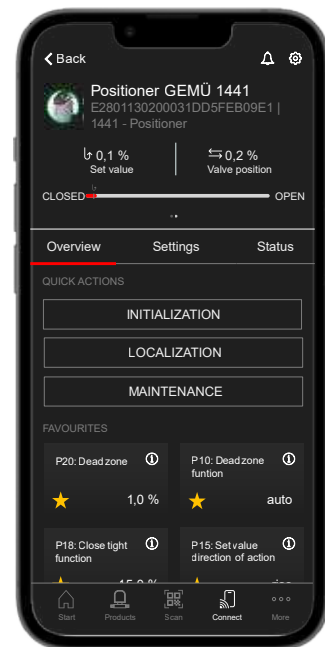 Back
Positioner GEMÜ 1441
E2801130200031DD5FEB09E1 |
1441 - Positioner
0,1 %
Set value
0,2 %
Valve position
CLOSED
OPEN
Overview
Settings
Status
QUICK ACTIONS
INITIALIZATION
LOCALIZATION
MAINTENANCE
FAVOURITES
P20: Dead zone
1,0 %
P10: Dead zone
funtion
auto
P18: Close tight
function
P15: Set value
direction of action
Start
Products
Scan
Connect
More